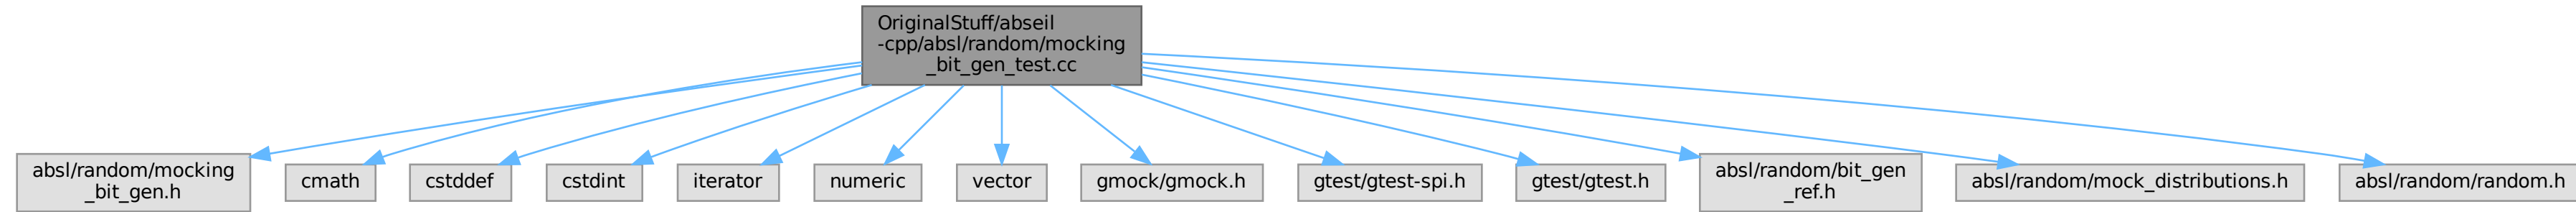 OriginalStuff/abseil
-cpp/absl/random/mocking
_bit_gen_test.cc
absl/random/mocking
_bit_gen.h
cmath
cstddef
cstdint
iterator
numeric
vector
gmock/gmock.h
gtest/gtest-spi.h
gtest/gtest.h
absl/random/bit_gen
_ref.h
absl/random/mock_distributions.h
absl/random/random.h